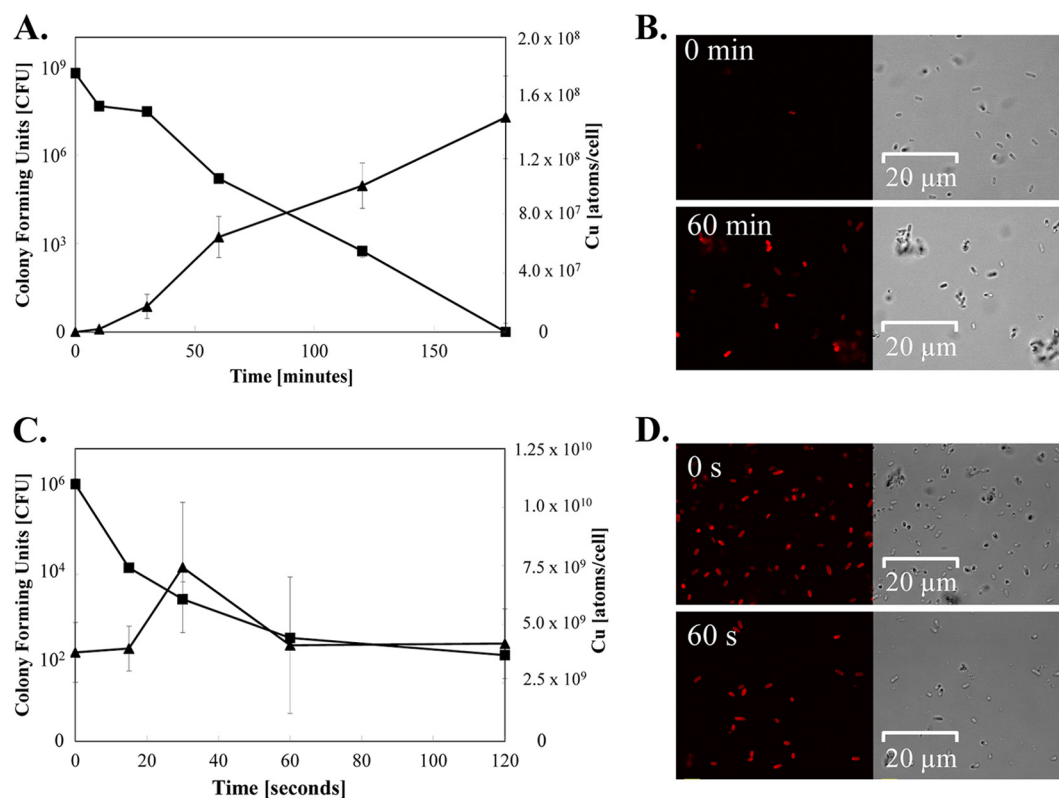 A.
Colony Forming Units [CFU]
10⁹
10⁶
10³
0
2.0 x 10⁸
1.6 x 10⁸
1.2 x 10⁸
8.0 x 10⁷
4.0 x 10⁷
0
Cu [atoms/cell]
0
50
100
150
Time [minutes]
B.
0 min
20 µm
60 min
20 µm
C.
Colony Forming Units [CFU]
10⁶
10⁴
10²
0
1.25 x 10¹⁰
1.0 x 10¹⁰
7.5 x 10⁹
5.0 x 10⁹
2.5 x 10⁹
0
Cu [atoms/cell]
0
20
40
60
80
100
120
Time [seconds]
D.
0 s
20 µm
60 s
20 µm